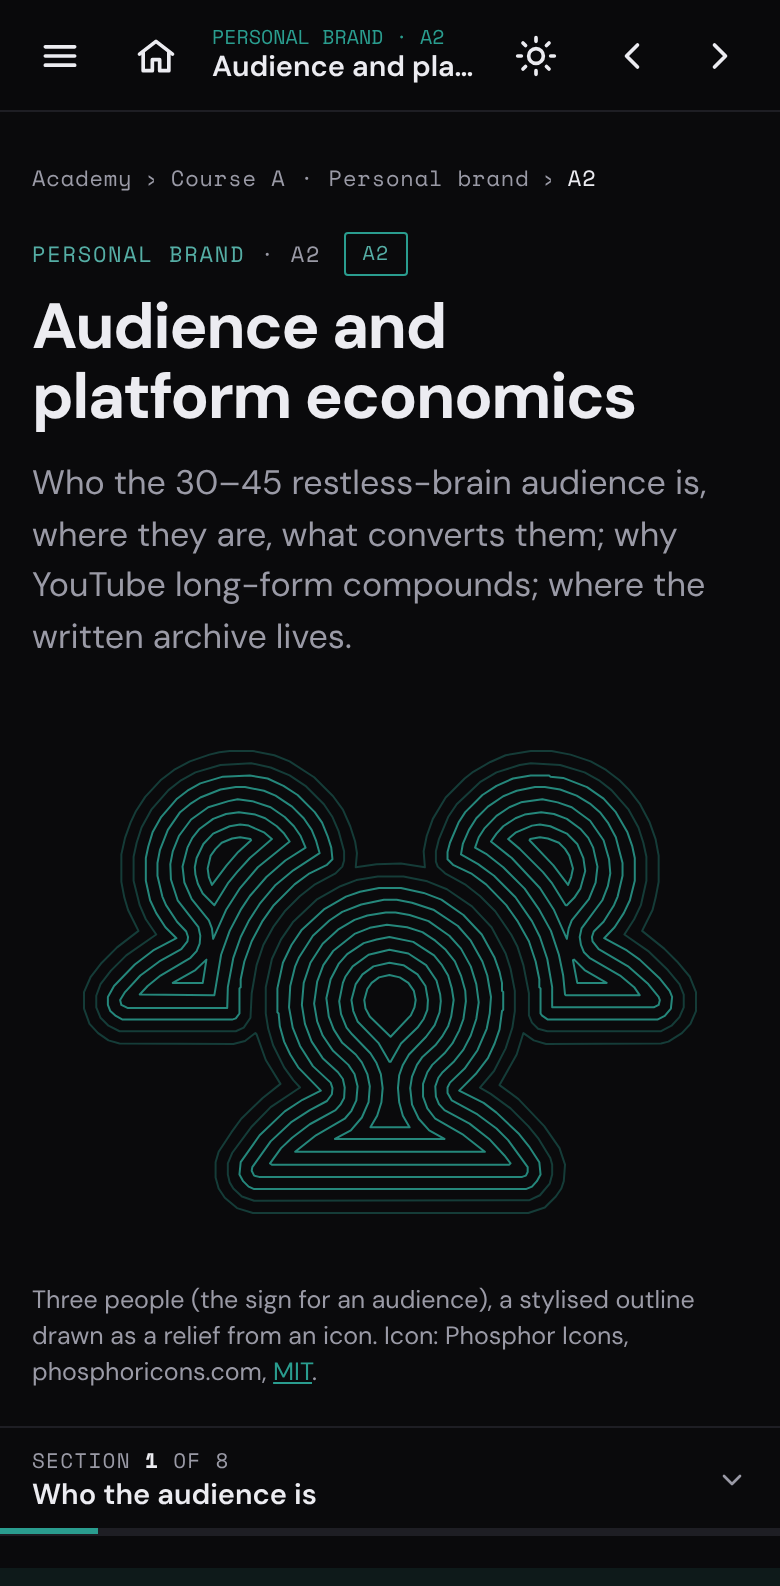 PERSONAL BRAND · A2
Audience and pla...
Academy › Course A · Personal brand › A2
PERSONAL BRAND · A2 A2
Audience and
platform economics
Who the 30–45 restless-brain audience is,
where they are, what converts them; why
YouTube long-form compounds; where the
written archive lives.
Three people (the sign for an audience), a stylised outline
drawn as a relief from an icon. Icon: Phosphor Icons,
phosphoricons.com, MIT.
SECTION 1 OF 8
Who the audience is